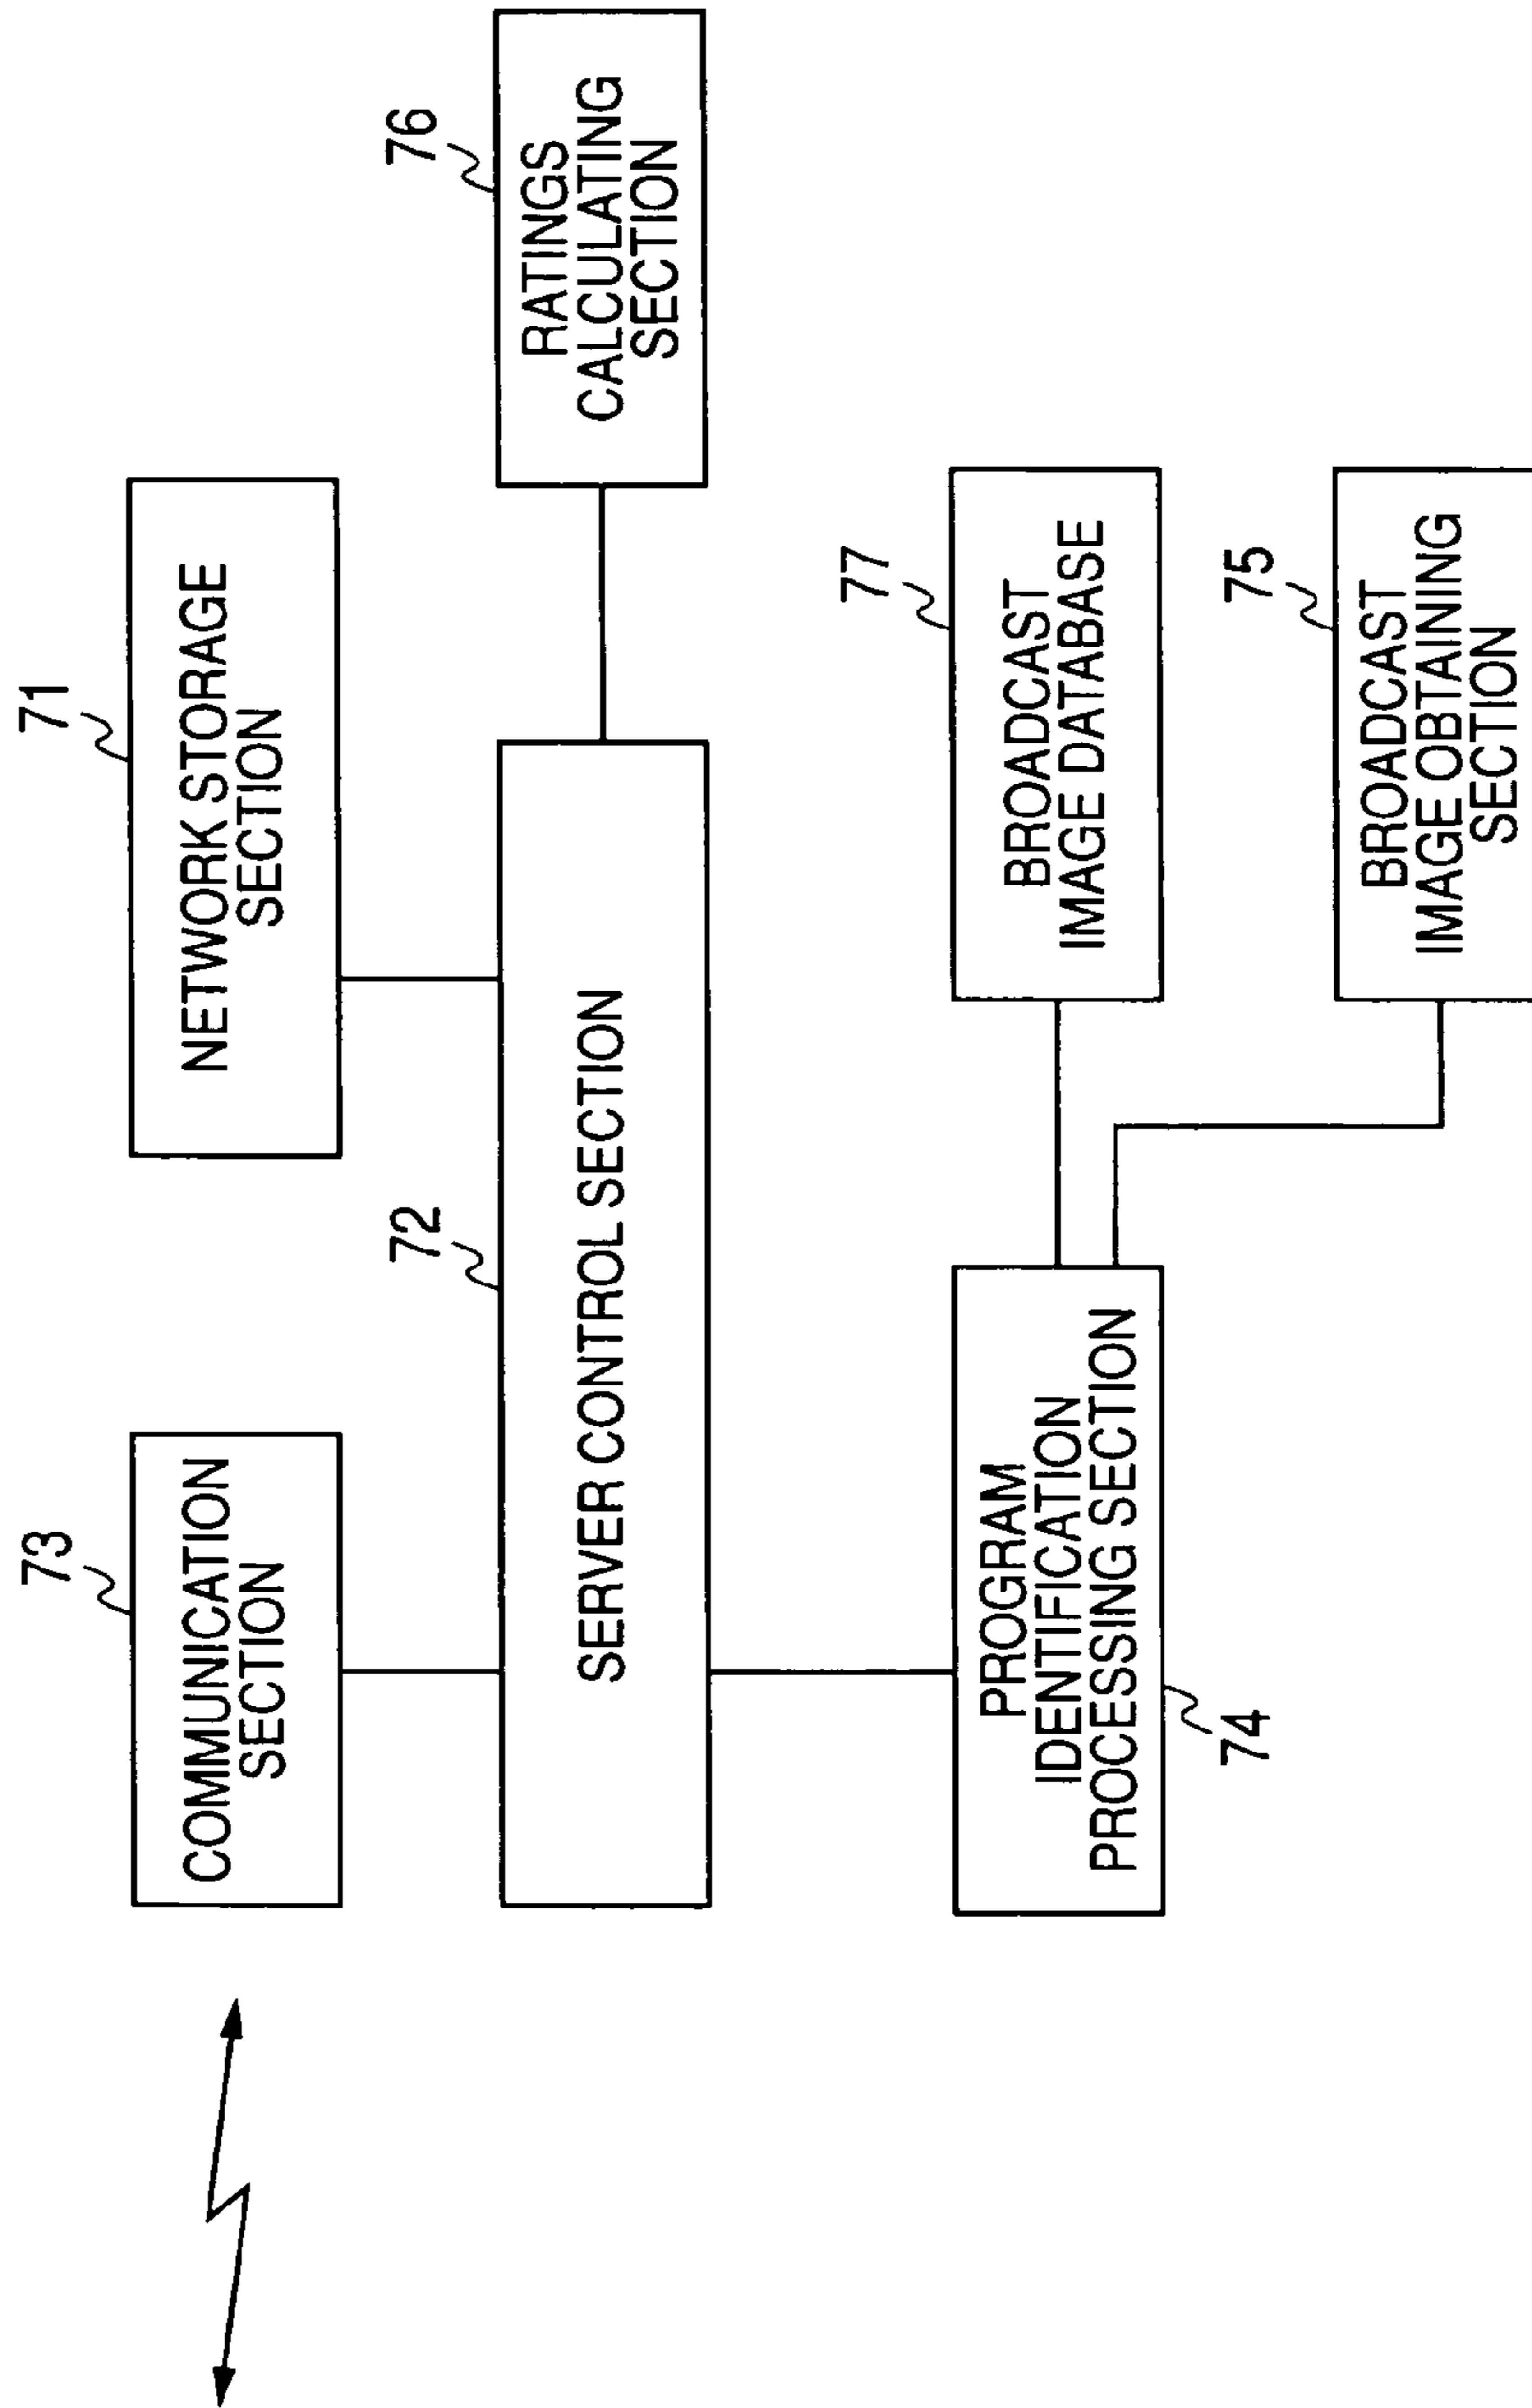 73
COMMUNICATION
SECTION
71
NETWORK STORAGE
SECTION
72
SERVER CONTROL SECTION
76
RATINGS
CALCULATING
SECTION
PROGRAM
IDENTIFICATION
PROCESSING SECTION
74
77
BROADCAST
IMAGE DATABASE
75
BROADCAST
IMAGE OBTAINING
SECTION